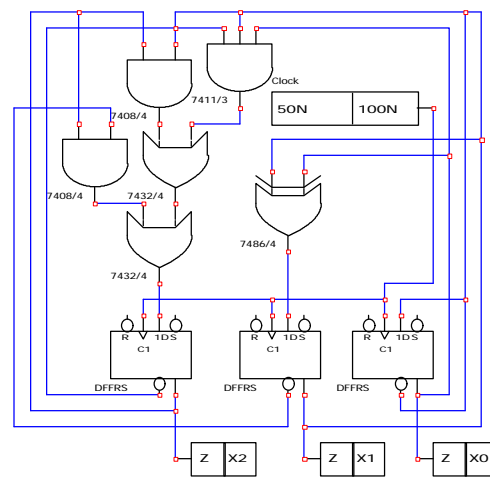 Clock
7411/3
50N 100N
7408/4
7408/4
7432/4
7486/4
7432/4
R 1DS R 1DS R 1DS
C1 C1 C1
DFFRS DFFRS DFFRS
Z X2 Z X1 Z X0